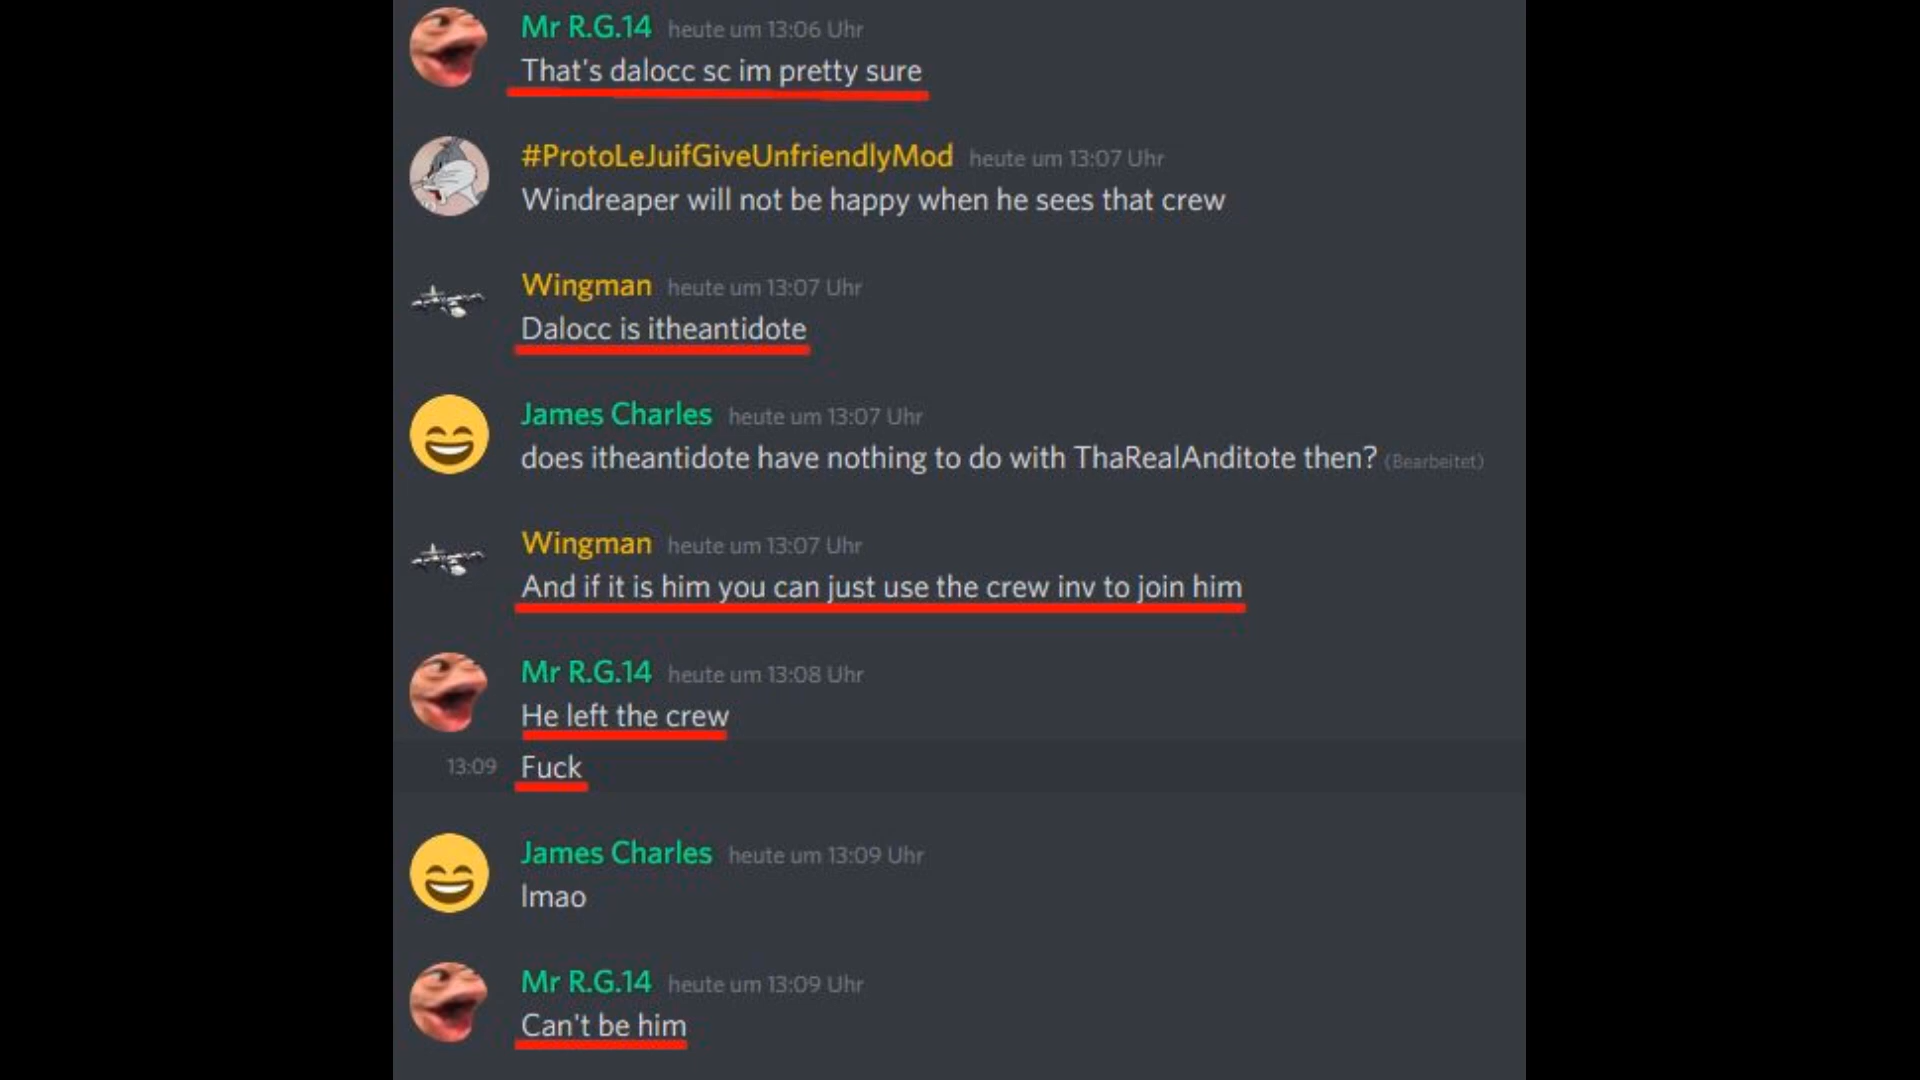 Mr R.G.14 heute um 13:06 Uhr
That's dalocc sc im pretty sure
#ProtoLeJuifGiveUnfriendlyMod heute um 13:07 Uhr
Windreaper will not be happy when he sees that crew
Wingman heute um 13:07 Uhr
Dalocc is itheantidote
James Charles heute um 13:07 Uhr
does itheantidote have nothing to do with ThaRealAnditote then? (Bearbeitet)
Wingman heute um 13:07 Uhr
And if it is him you can just use the crew inv to join him
Mr R.G.14 heute um 13:08 Uhr
He left the crew
13:09 Fuck
James Charles heute um 13:09 Uhr
lmao
Mr R.G.14 heute um 13:09 Uhr
Can't be him